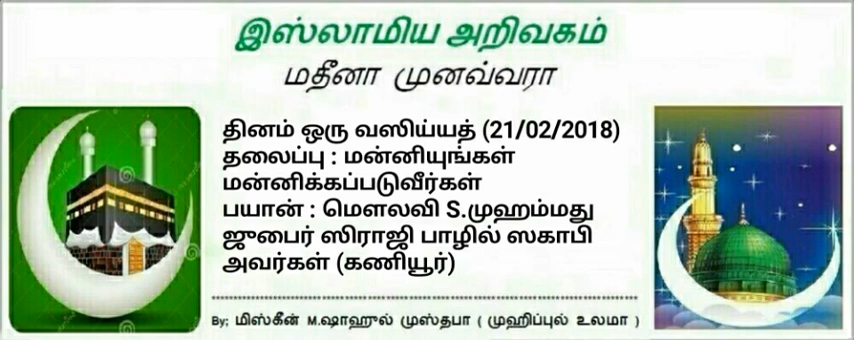 இஸ்லாமிய அறிவகம்
மதீனா முனவ்வரா
தினம் ஒரு வஸிய்யத் (21/02/2018)
தலைப்பு : மன்னியுங்கள்
மன்னிக்கப்படுவீர்கள்
பயான் : மௌலவி S.முஹம்மது
ஜுபைர் ஸிராஜி பாழில் ஸகாபி
அவர்கள் (கணியூர்)
By; மிஸ்கீன் M.ஷாஹுல் முஸ்தபா ( முஹிப்புல் உலமா )